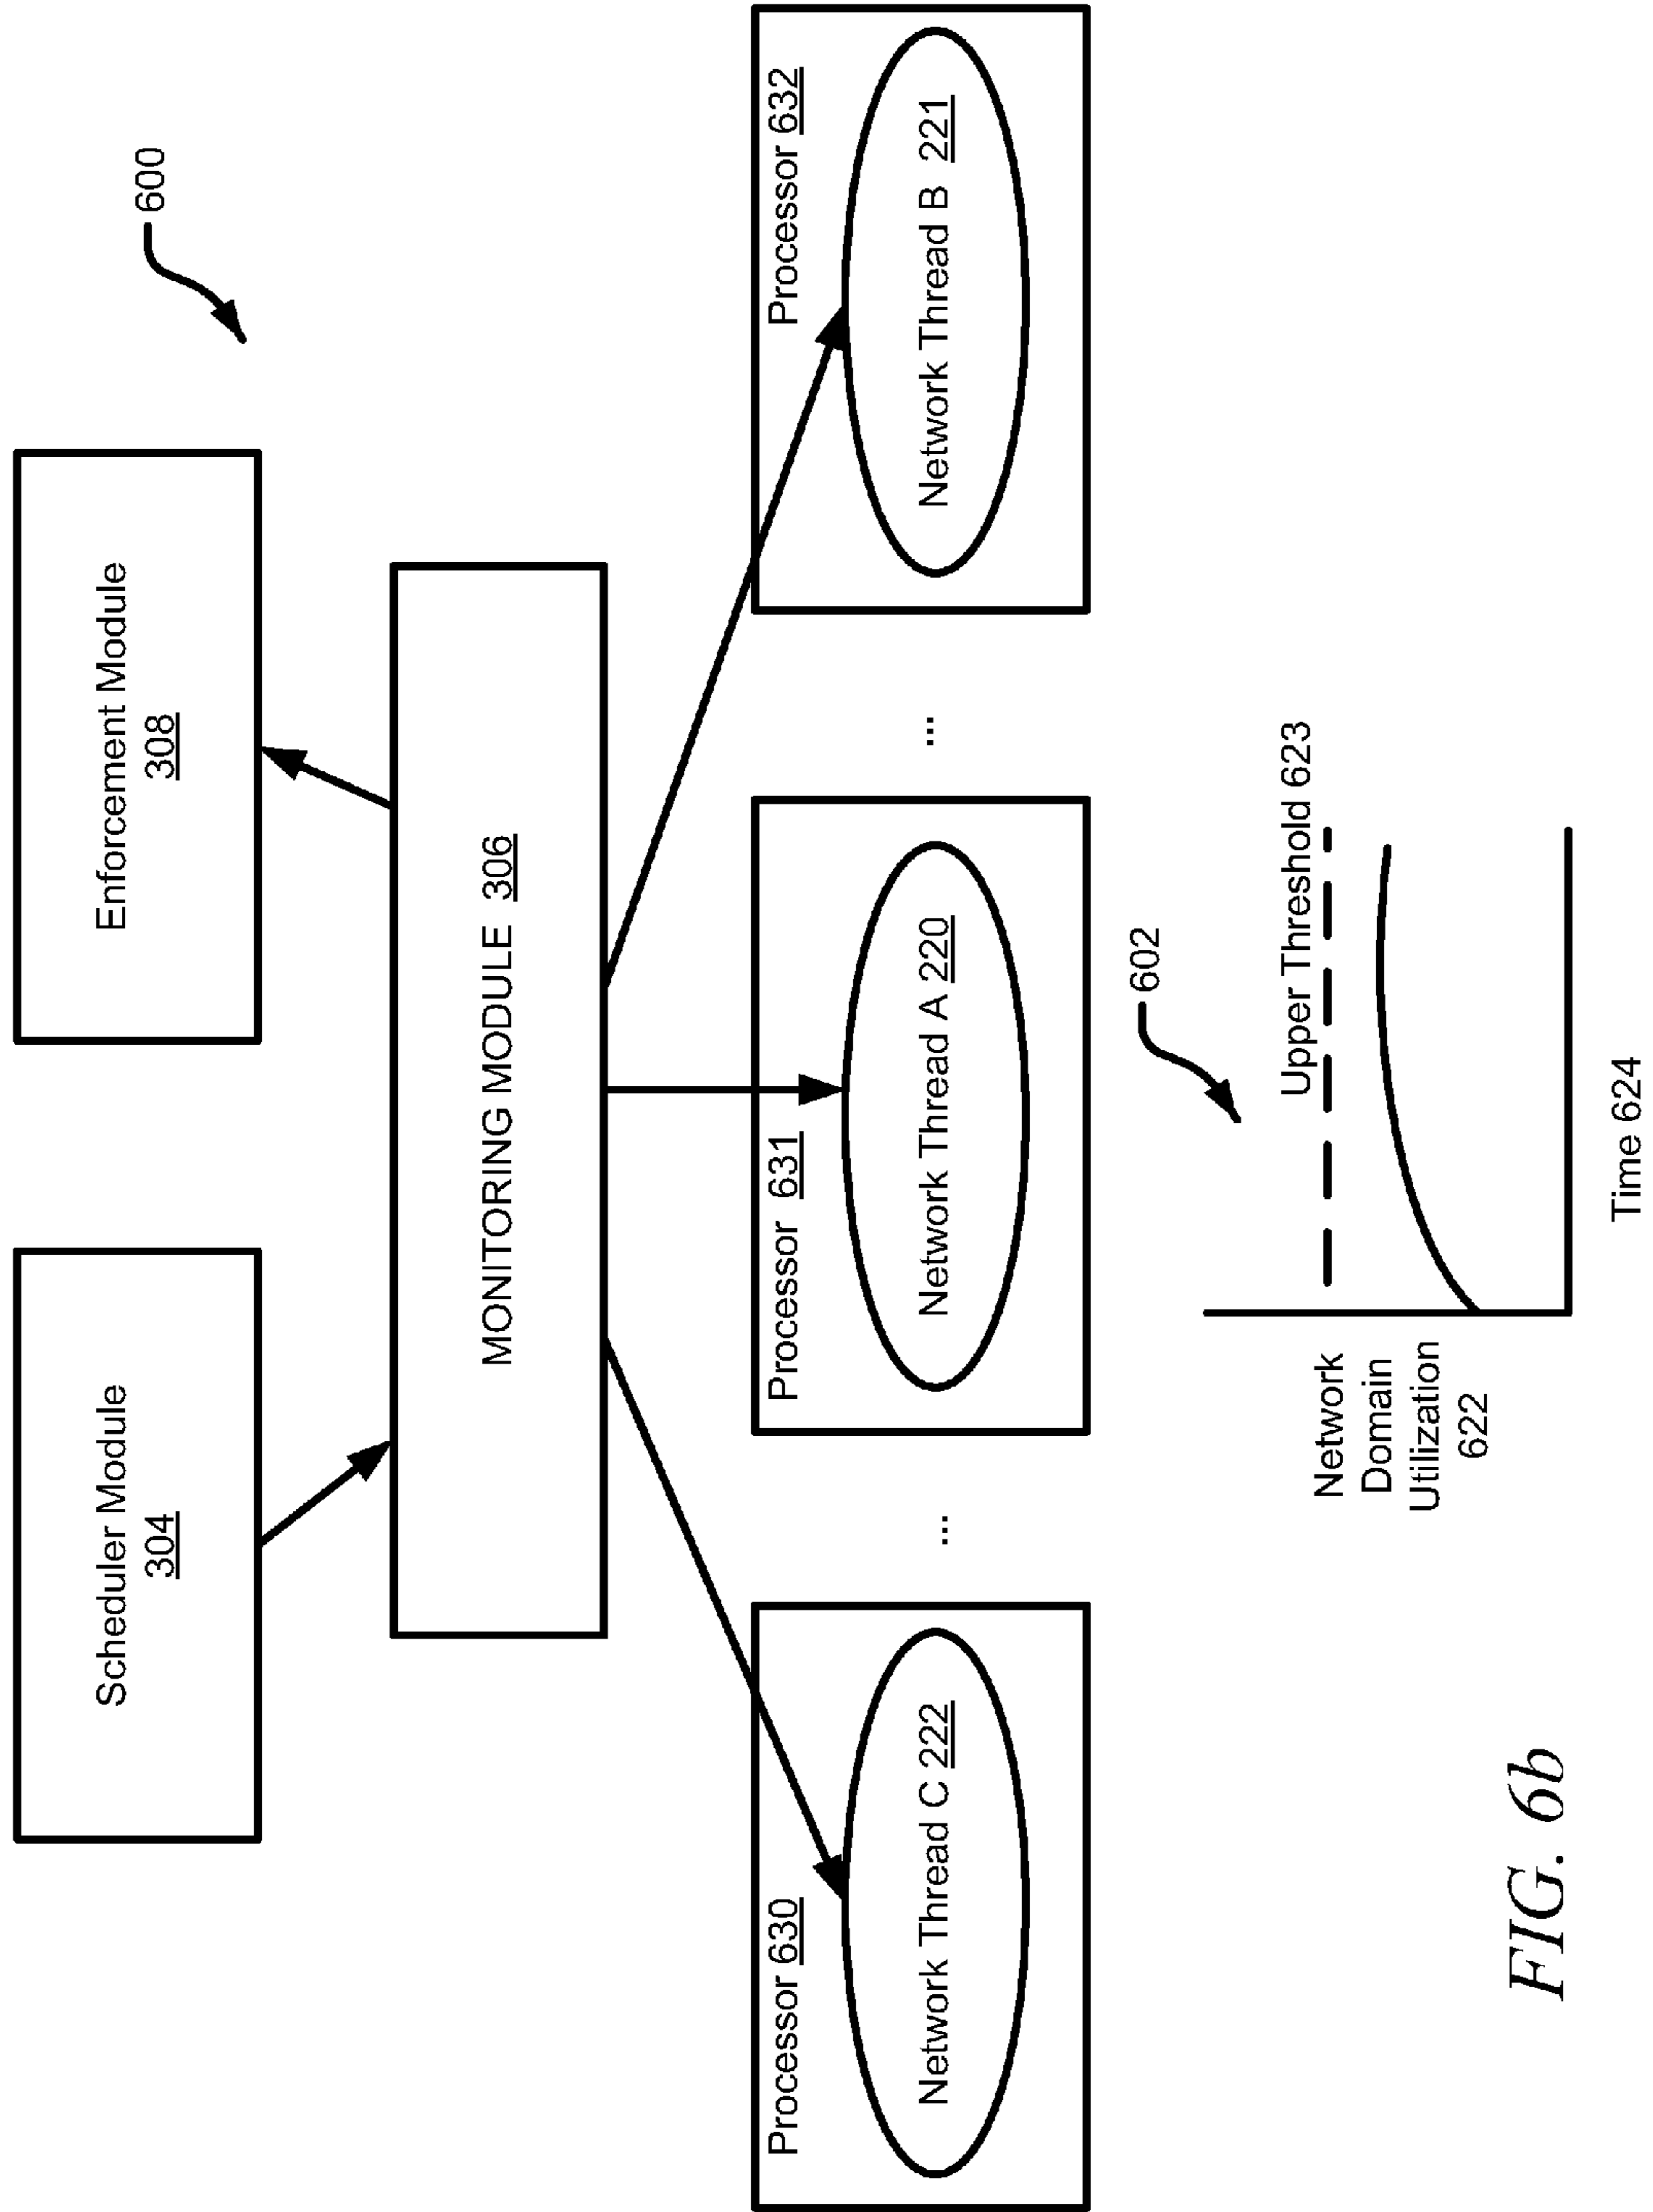 600
Scheduler Module
304
Enforcement Module
308
MONITORING MODULE 306
Processor 630
Network Thread C 222
...
Processor 631
Network Thread A 220
...
Processor 632
Network Thread B 221
602
Network
Domain
Utilization
622
Upper Threshold 623
Time 624
FIG. 6b